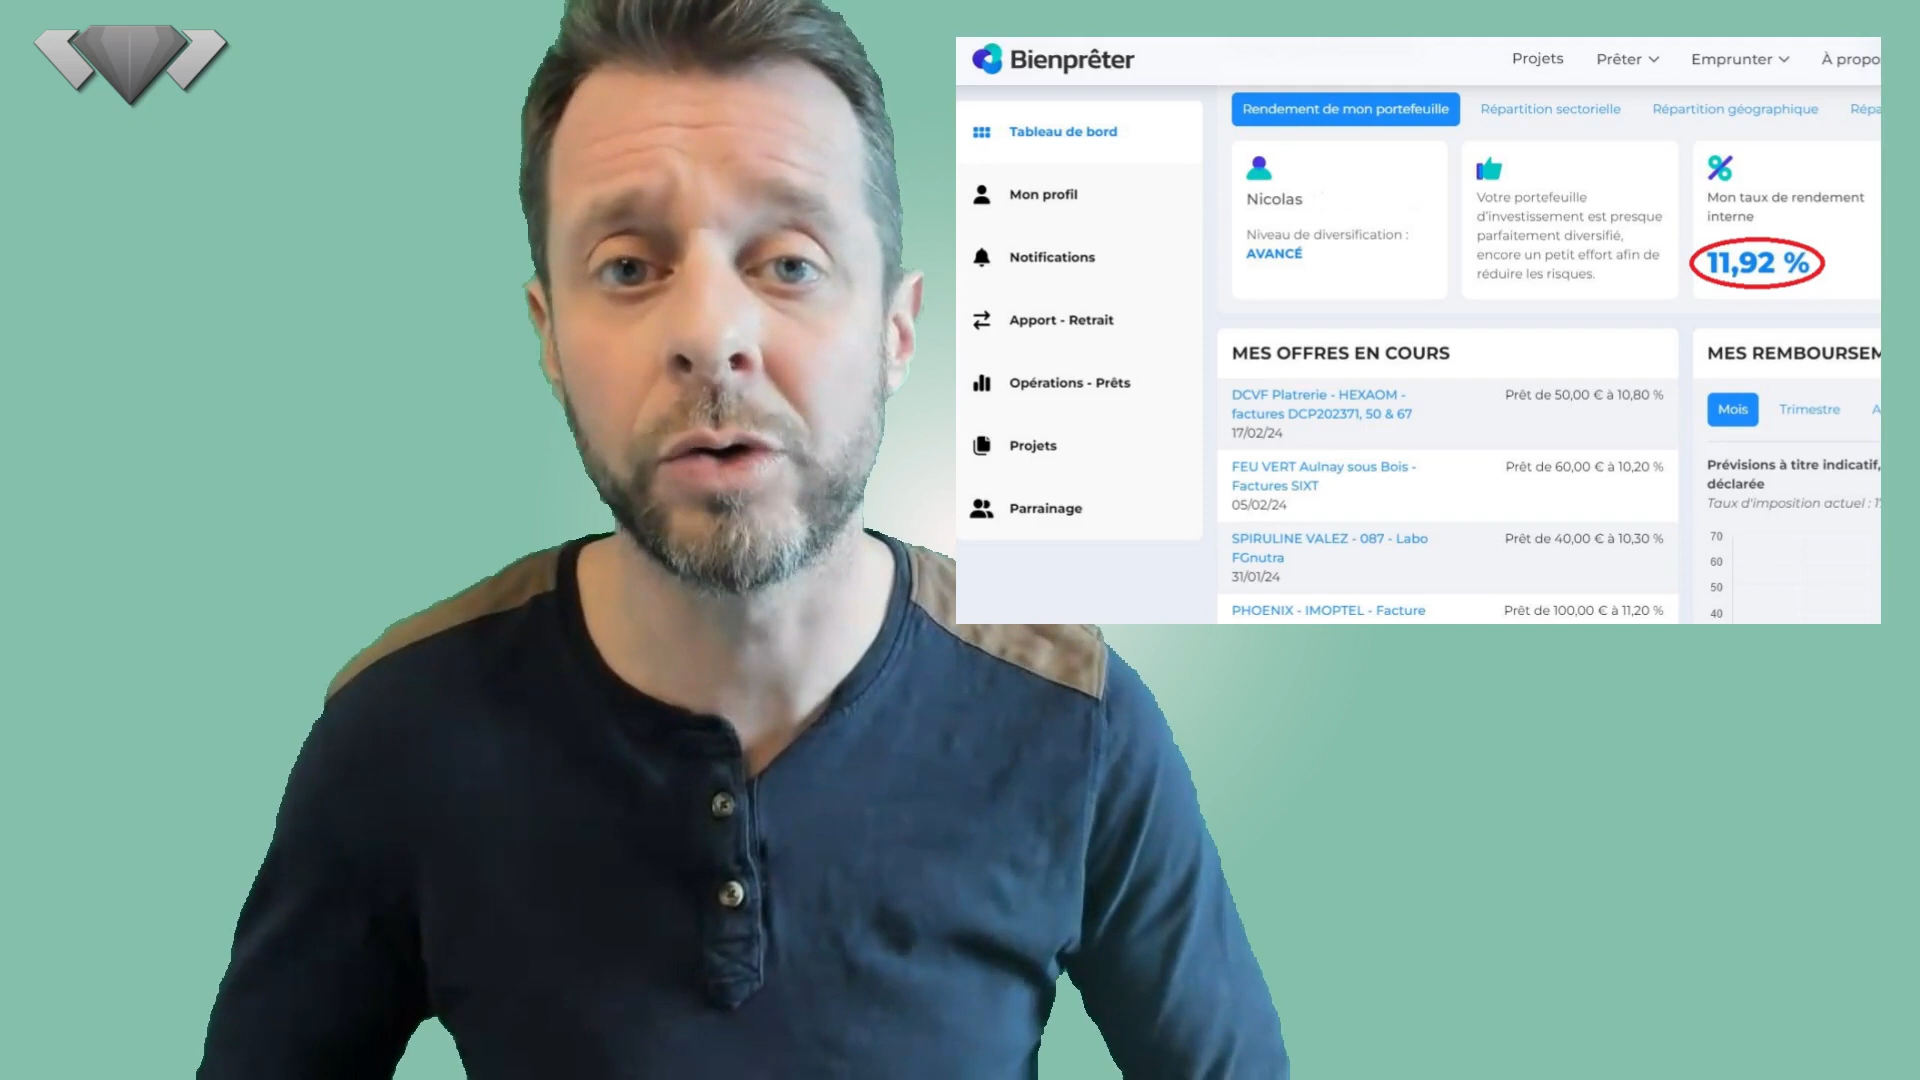 Bienprêter
Projets
Prêter
Emprunter
À propo
Tableau de bord
Mon profil
Notifications
Apport - Retrait
Opérations - Prêts
Projets
Parrainage
Rendement de mon portefeuille
Répartition sectorielle
Répartition géographique
Répa
Nicolas
Niveau de diversification :
AVANCÉ
Votre portefeuille
d'investissement est presque
parfaitement diversifié,
encore un petit effort afin de
réduire les risques.
Mon taux de rendement
interne
11,92 %
MES OFFRES EN COURS
DCVF Platrerie - HEXAOM -
factures DCP202371, 50 & 67
17/02/24
Prêt de 50,00 € à 10,80 %
FEU VERT Aulnay sous Bois -
Factures SIXT
05/02/24
Prêt de 60,00 € à 10,20 %
SPIRULINE VALEZ - 087 - Labo
FGnutra
31/01/24
Prêt de 40,00 € à 10,30 %
PHOENIX - IMOPTEL - Facture
Prêt de 100,00 € à 11,20 %
MES REMBOURSEM
Mois
Trimestre
A
Prévisions à titre indicatif,
déclarée
Taux d'imposition actuel : 1
70
60
50
40